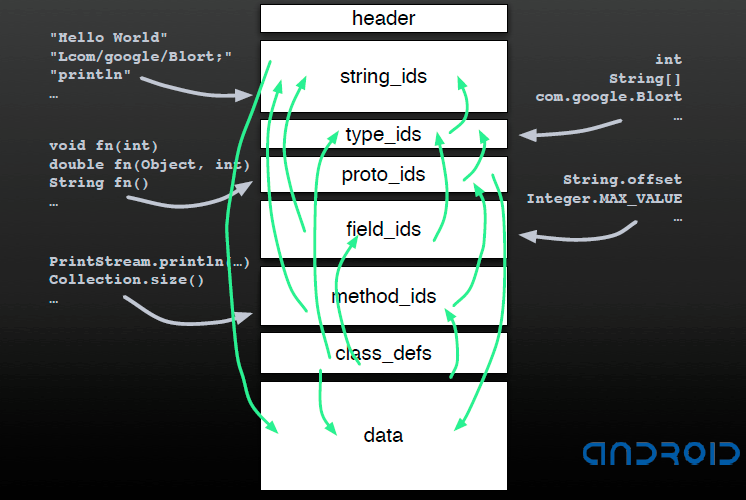 header
"Hello World"
"Lcom/google/Blort;"
"println"
…
string_ids
int
String[]
com.google.Blort
…
type_ids
void fn(int)
double fn(Object, int)
String fn()
…
proto_ids
String.offset
Integer.MAX_VALUE
…
field_ids
PrintStream.println(…)
Collection.size()
…
method_ids
class_defs
data
ANDROID